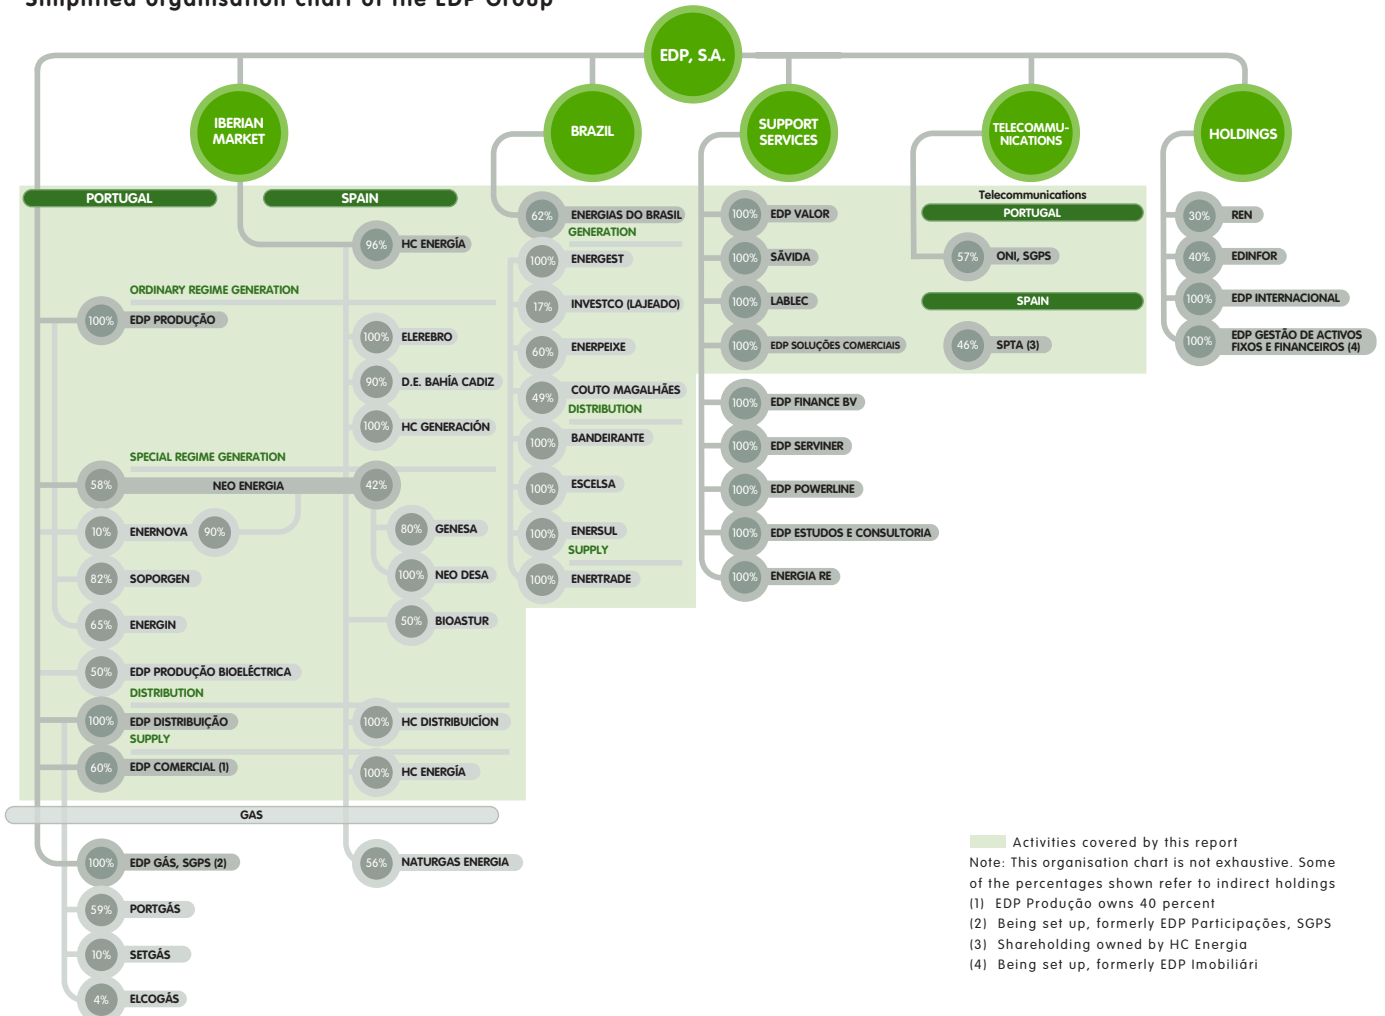 Simplified organisation chart of the EDP Group
EDP, S.A.
IBERIAN
MARKET
BRAZIL
SUPPORT
SERVICES
TELECOMMU-
NICATIONS
HOLDINGS
PORTUGAL
SPAIN
96% HC ENERGÍA
ORDINARY REGIME GENERATION
100% EDP PRODUÇÃO
100% ELEREBRO
90% D.E. BAHÍA CADIZ
100% HC GENERACIÓN
SPECIAL REGIME GENERATION
58% NEO ENERGIA 42%
10% ENERNOVA 90%
80% GENESA
82% SOPORGEN
100% NEO DESA
65% ENERGIN
50% BIOASTUR
50% EDP PRODUÇÃO BIOELÉCTRICA
DISTRIBUTION
100% EDP DISTRIBUIÇÃO
100% HC DISTRIBUICÍON
SUPPLY
60% EDP COMERCIAL (1)
100% HC ENERGÍA
GAS
100% EDP GÁS, SGPS (2)
56% NATURGAS ENERGIA
59% PORTGÁS
10% SETGÁS
4% ELCOGÁS
62% ENERGIAS DO BRASIL
GENERATION
100% ENERGEST
17% INVESTCO (LAJEADO)
60% ENERPEIXE
49% COUTO MAGALHÃES
DISTRIBUTION
100% BANDEIRANTE
100% ESCELSA
100% ENERSUL
SUPPLY
100% ENERTRADE
100% EDP VALOR
100% SÃVIDA
100% LABLEC
100% EDP SOLUÇÕES COMERCIAIS
100% EDP FINANCE BV
100% EDP SERVINER
100% EDP POWERLINE
100% EDP ESTUDOS E CONSULTORIA
100% ENERGIA RE
Telecommunications
PORTUGAL
57% ONI, SGPS
SPAIN
46% SPTA (3)
30% REN
40% EDINFOR
100% EDP INTERNACIONAL
100% EDP GESTÃO DE ACTIVOS
FIXOS E FINANCEIROS (4)
Activities covered by this report
Note: This organisation chart is not exhaustive. Some
of the percentages shown refer to indirect holdings
(1) EDP Produção owns 40 percent
(2) Being set up, formerly EDP Participações, SGPS
(3) Shareholding owned by HC Energia
(4) Being set up, formerly EDP Imobiliári